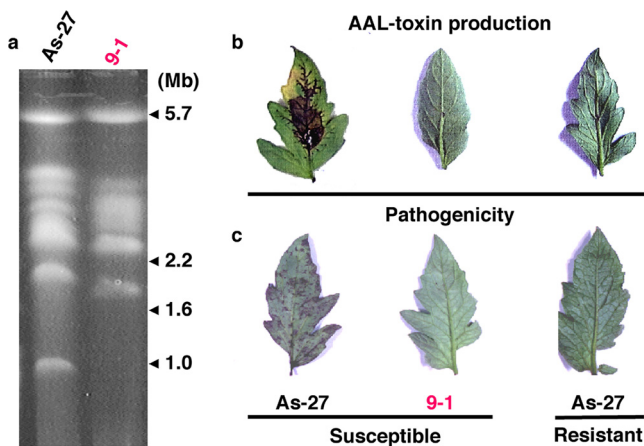 a
As-27
9-1
(Mb)
5.7
2.2
1.6
1.0
b
AAL-toxin production
Pathogenicity
c
As-27
9-1
As-27
Susceptible
Resistant